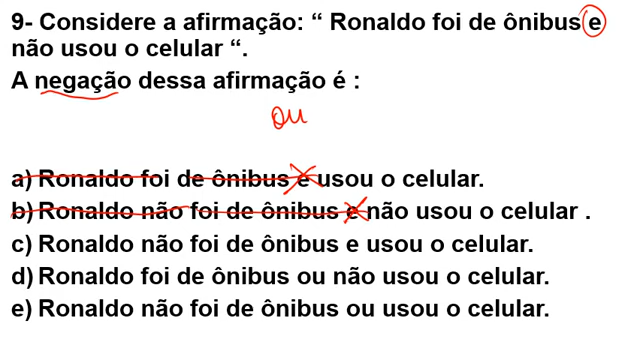 9- Considere a afirmação: “ Ronaldo foi de ônibus e
não usou o celular “.
A negação dessa afirmação é :
ou
a) Ronaldo foi de ônibus e usou o celular.
b) Ronaldo não foi de ônibus e não usou o celular .
c) Ronaldo não foi de ônibus e usou o celular.
d) Ronaldo foi de ônibus ou não usou o celular.
e) Ronaldo não foi de ônibus ou usou o celular.